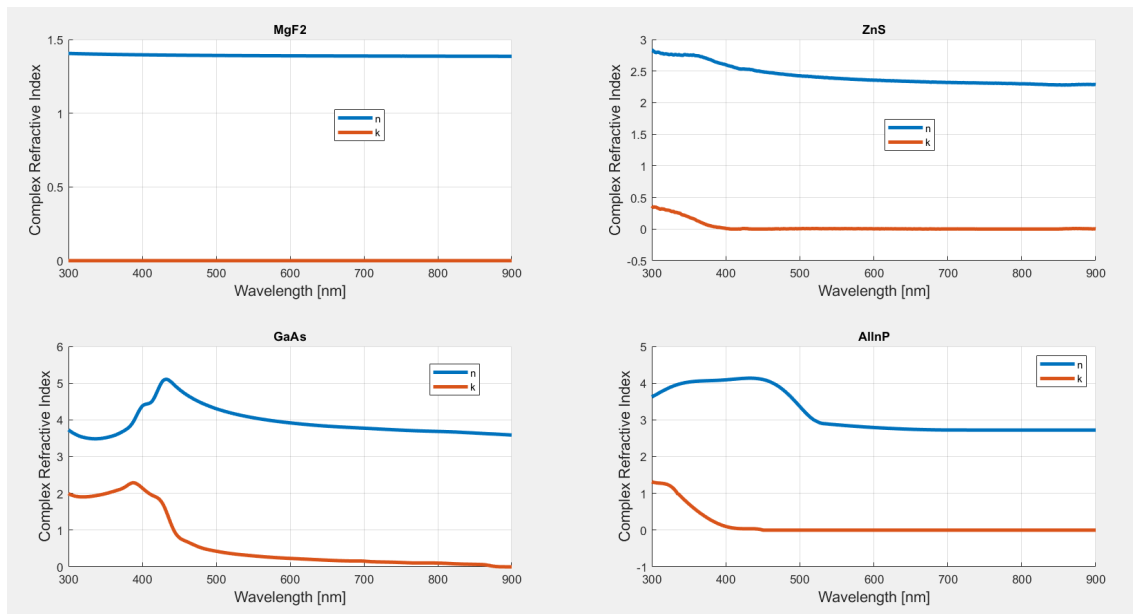 MgF2
Complex Refractive Index
1.5
1
0.5
0
n
k
300 400 500 600 700 800 900
Wavelength [nm]
ZnS
Complex Refractive Index
3
2.5
2
1.5
1
0.5
0
-0.5
n
k
300 400 500 600 700 800 900
Wavelength [nm]
GaAs
Complex Refractive Index
6
5
4
3
2
1
0
n
k
300 400 500 600 700 800 900
Wavelength [nm]
AlInP
Complex Refractive Index
5
4
3
2
1
0
-1
n
k
300 400 500 600 700 800 900
Wavelength [nm]